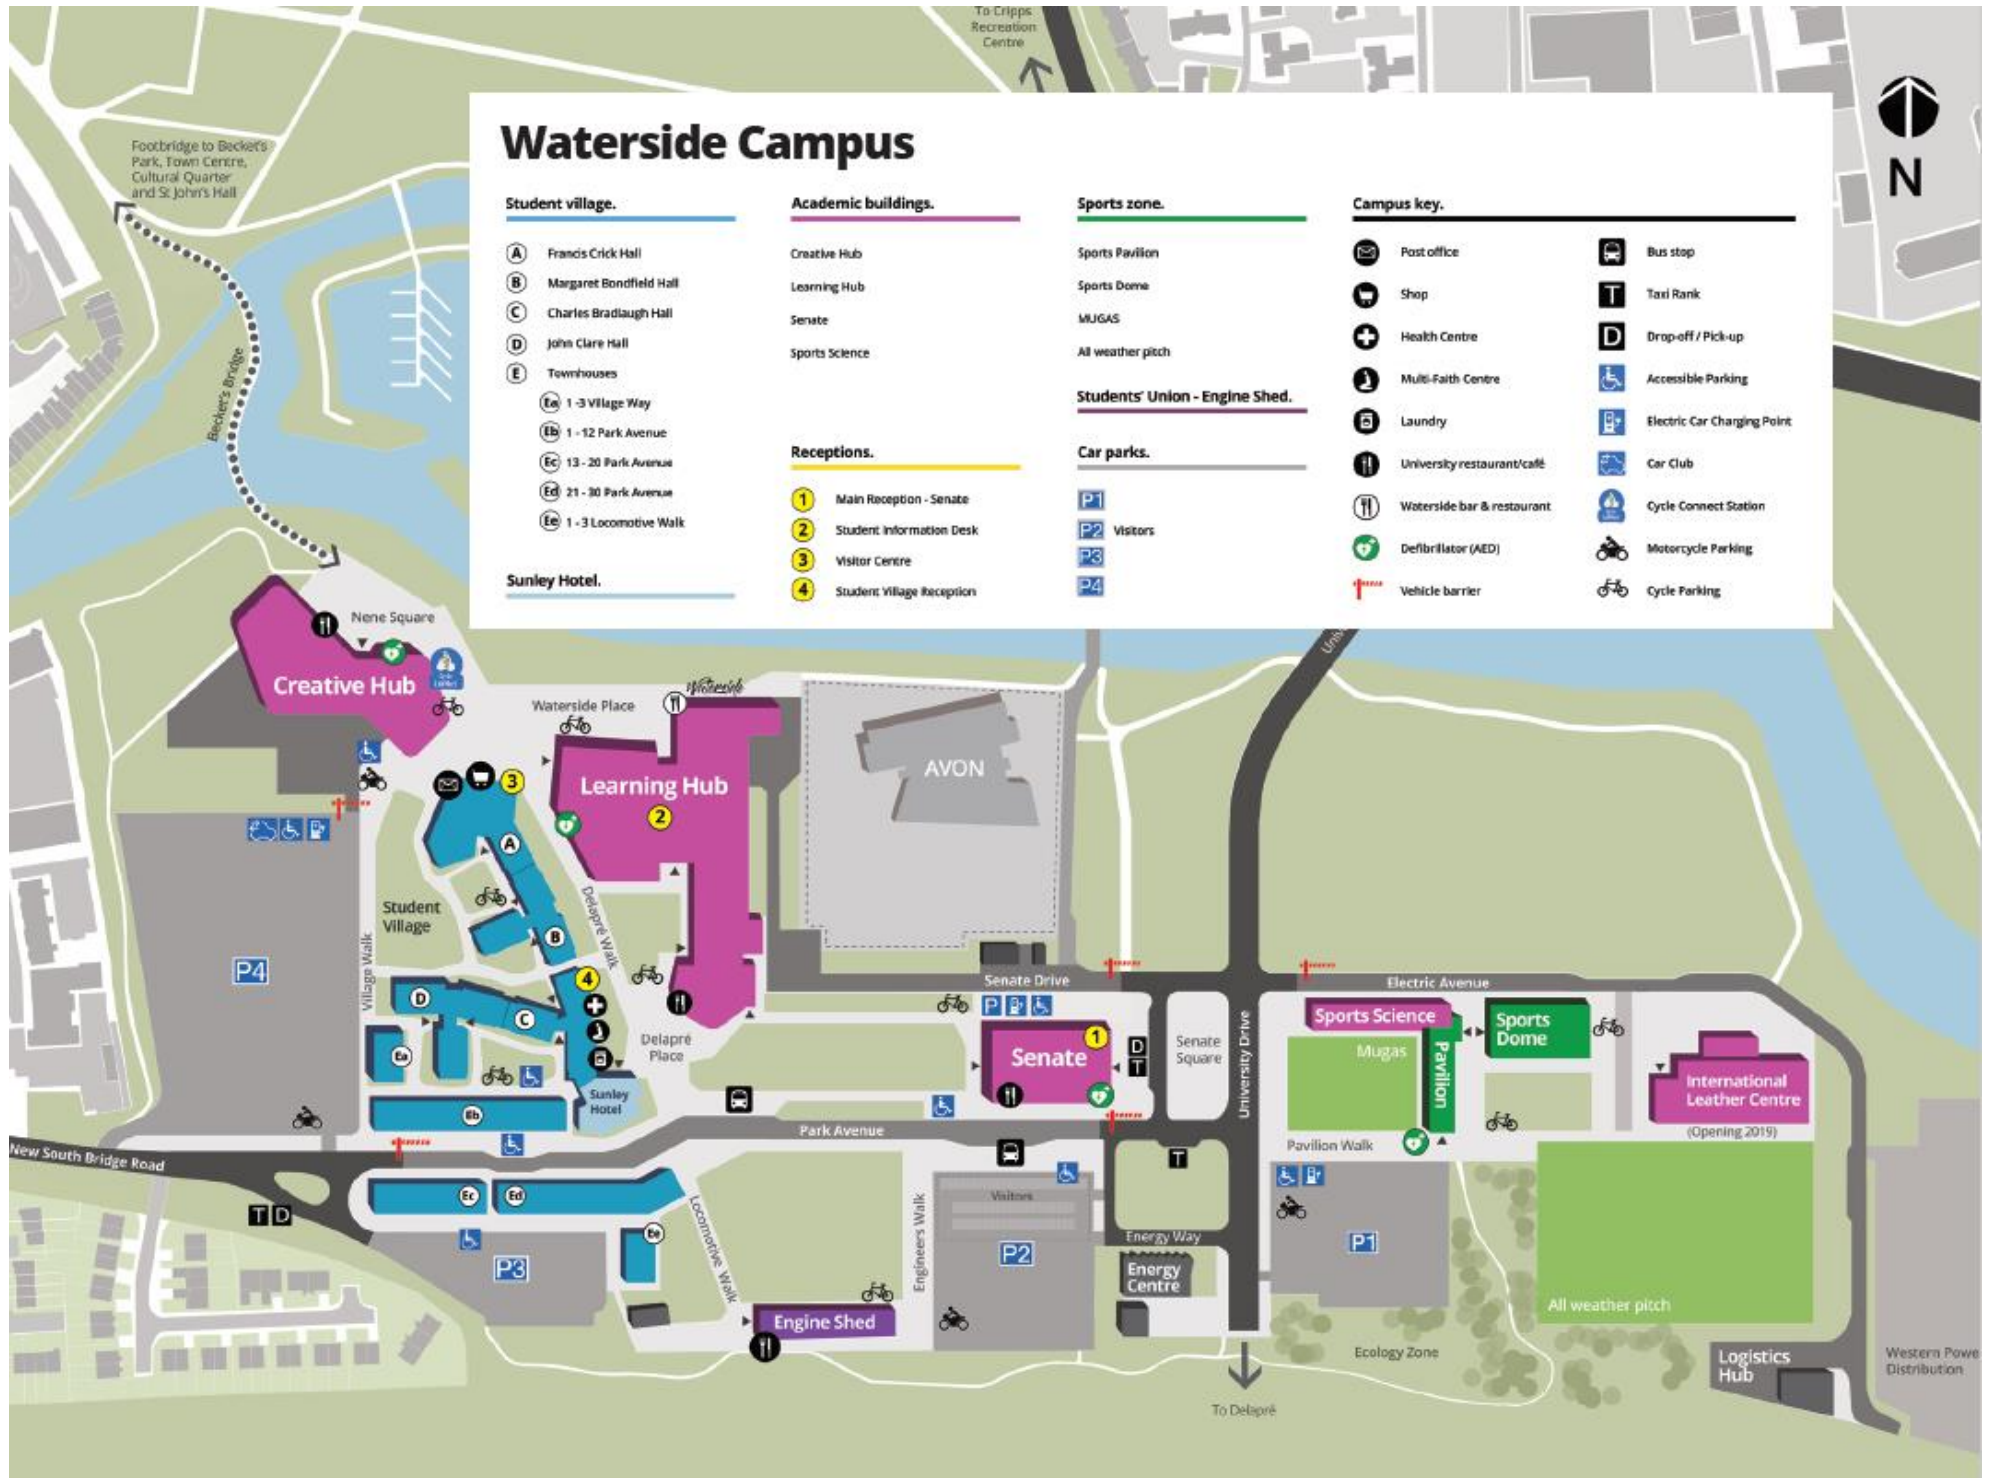 To Cripps
Recreation
Centre
Footbridge to Becket's
Park, Town Centre,
Cultural Quarter
and St John's Hall
Becket's Bridge
N
Waterside Campus
Student village.
A Francis Crick Hall
B Margaret Bondfield Hall
C Charles Bradlaugh Hall
D John Clare Hall
E Townhouses
Ea 1 -3 Village Way
Eb 1 - 12 Park Avenue
Ec 13 - 20 Park Avenue
Ed 21 - 30 Park Avenue
Ee 1 - 3 Locomotive Walk
Sunley Hotel.
Academic buildings.
Creative Hub
Learning Hub
Senate
Sports Science
Receptions.
1 Main Reception - Senate
2 Student Information Desk
3 Visitor Centre
4 Student Village Reception
Sports zone.
Sports Pavilion
Sports Dome
MUGAS
All weather pitch
Students' Union - Engine Shed.
Car parks.
P1
P2 Visitors
P3
P4
Campus key.
Post office
Shop
Health Centre
Multi-Faith Centre
Laundry
University restaurant/café
Waterside bar & restaurant
Defibrillator (AED)
Vehicle barrier
Bus stop
T Taxi Rank
D Drop-off / Pick-up
Accessible Parking
Electric Car Charging Point
Car Club
Cycle Connect Station
Motorcycle Parking
Cycle Parking
Nene Square
Creative Hub
Waterside Place
Waterside
Learning Hub
2
3
AVON
A
Student
Village
Delapré Walk
B
Village Walk
P4
4
D
C
Ea
Eb
Sunley
Hotel
Delapré
Place
Senate Drive
P
Senate
1
D
T
Senate
Square
University Drive
Univ
Electric Avenue
Sports Science
Mugas
Pavilion
Sports
Dome
International
Leather Centre
(Opening 2019)
Park Avenue
Pavilion Walk
New South Bridge Road
T D
Ec
Ed
Ee
P3
Locomotive Walk
Engineers Walk
Visitors
P2
T
Energy Way
Energy
Centre
P1
Engine Shed
All weather pitch
Ecology Zone
To Delapré
Logistics
Hub
Western Powe
Distribution